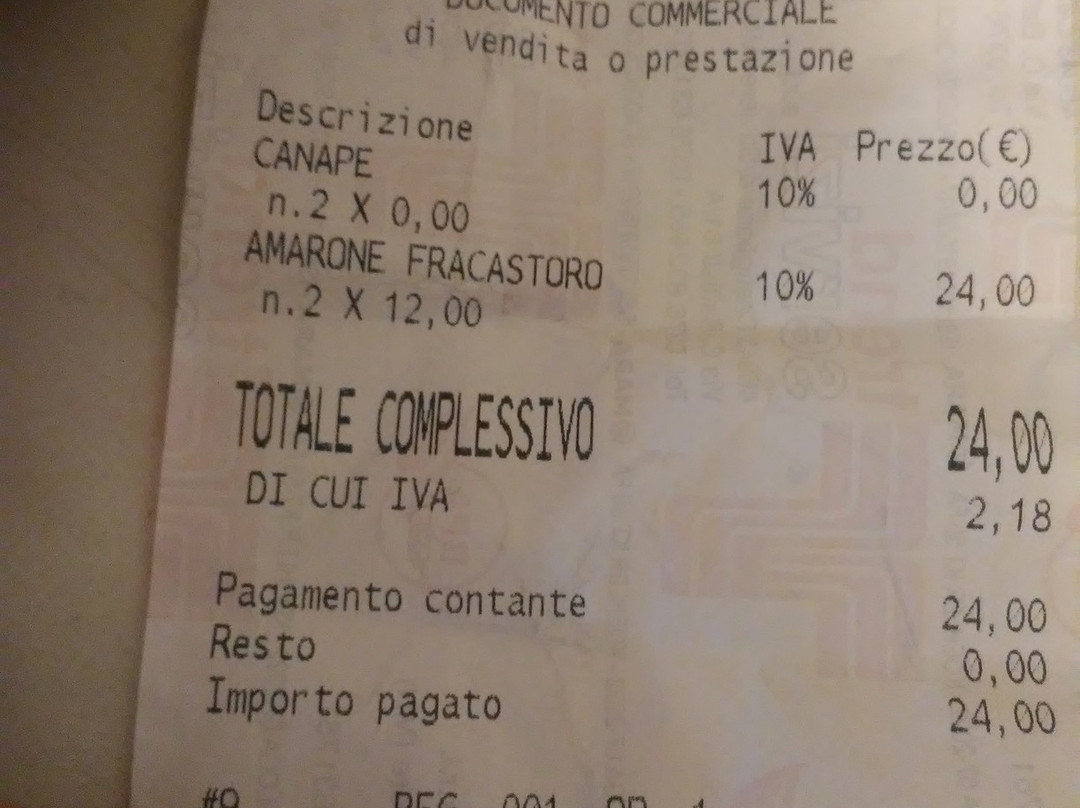 DOCUMENTO COMMERCIALE
di vendita o prestazione
Descrizione IVA Prezzo(€)
CANAPE 10% 0,00
n.2 X 0,00
AMARONE FRACASTORO 10% 24,00
n.2 X 12,00
TOTALE COMPLESSIVO 24,00
DI CUI IVA 2,18
Pagamento contante 24,00
Resto 0,00
Importo pagato 24,00
#9 001